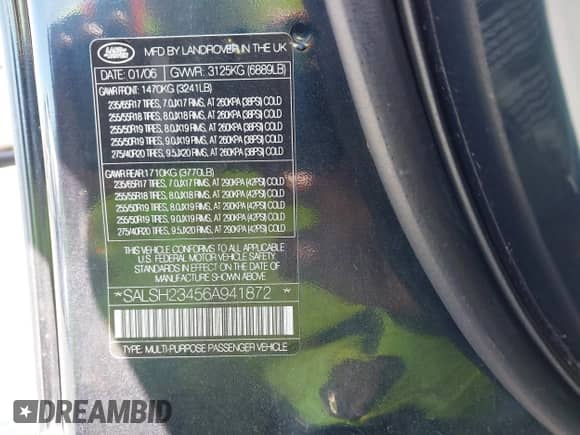 LAND ROVER
MFD BY LANDROVER IN THE UK
DATE: 01/06 GVWR: 3125KG (6889LB)
GAWR FRONT: 1470KG (3241LB)
235/65R17 TIRES, 7.0JX17 RIMS, AT 260KPA (38PSI) COLD
255/55R18 TIRES, 8.0JX18 RIMS, AT 260KPA (38PSI) COLD
255/50R19 TIRES, 8.0JX19 RIMS, AT 260KPA (38PSI) COLD
255/50R19 TIRES, 9.0JX19 RIMS, AT 260KPA (38PSI) COLD
275/40R20 TIRES, 9.5JX20 RIMS, AT 260KPA (38PSI) COLD
GAWR REAR:1710KG (3770LB)
235/65R17 TIRES, 7.0JX17 RIMS, AT 290KPA (42PSI) COLD
255/55R18 TIRES, 8.0JX18 RIMS, AT 290KPA (42PSI) COLD
255/50R19 TIRES, 8.0JX19 RIMS, AT 290KPA (42PSI) COLD
255/50R19 TIRES, 9.0JX19 RIMS, AT 290KPA (42PSI) COLD
275/40R20 TIRES, 9.5JX20 RIMS, AT 290KPA (42PSI) COLD
THIS VEHICLE CONFORMS TO ALL APPLICABLE
U.S. FEDERAL MOTOR VEHICLE SAFETY
STANDARDS IN EFFECT ON THE DATE OF
MANUFACTURE SHOWN ABOVE
*SALSH23456A941872 *
TYPE: MULTI-PURPOSE PASSENGER VEHICLE
DREAMBID